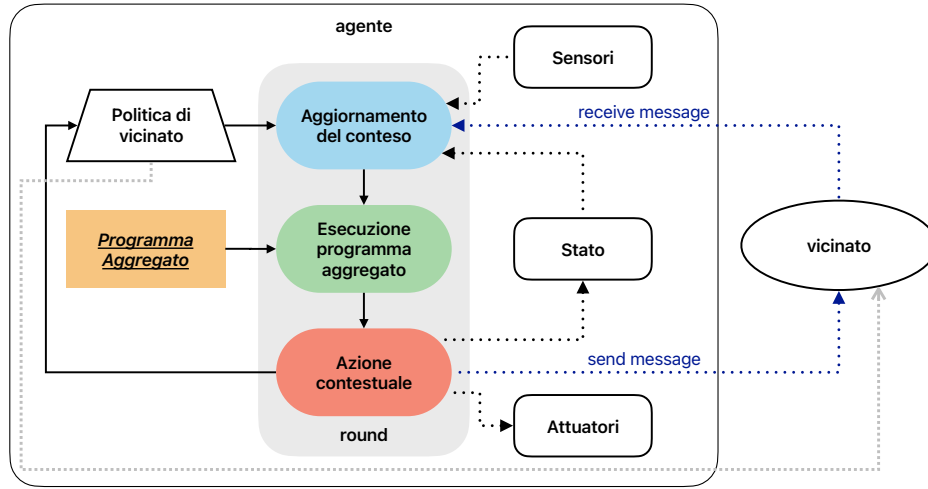 agente
Sensori
Politica di
vicinato
Aggiornamento
del conteso
receive message
Programma
Aggregato
Esecuzione
programma
aggregato
Stato
vicinato
Azione
contestuale
send message
Attuatori
round